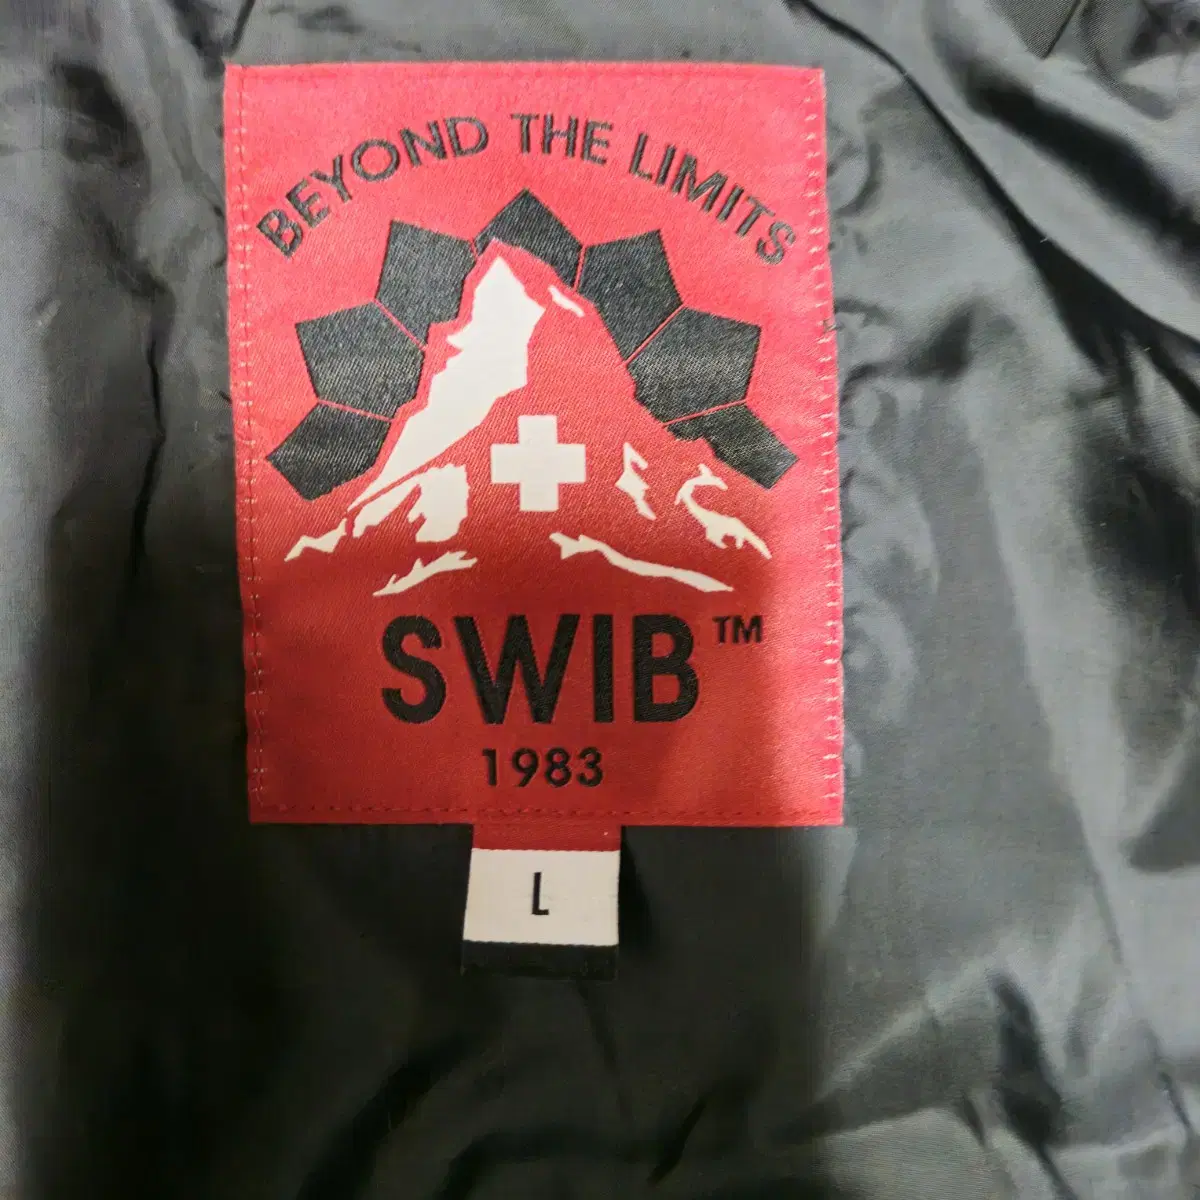 BEYOND THE LIMITS
SWIB™
1983
L